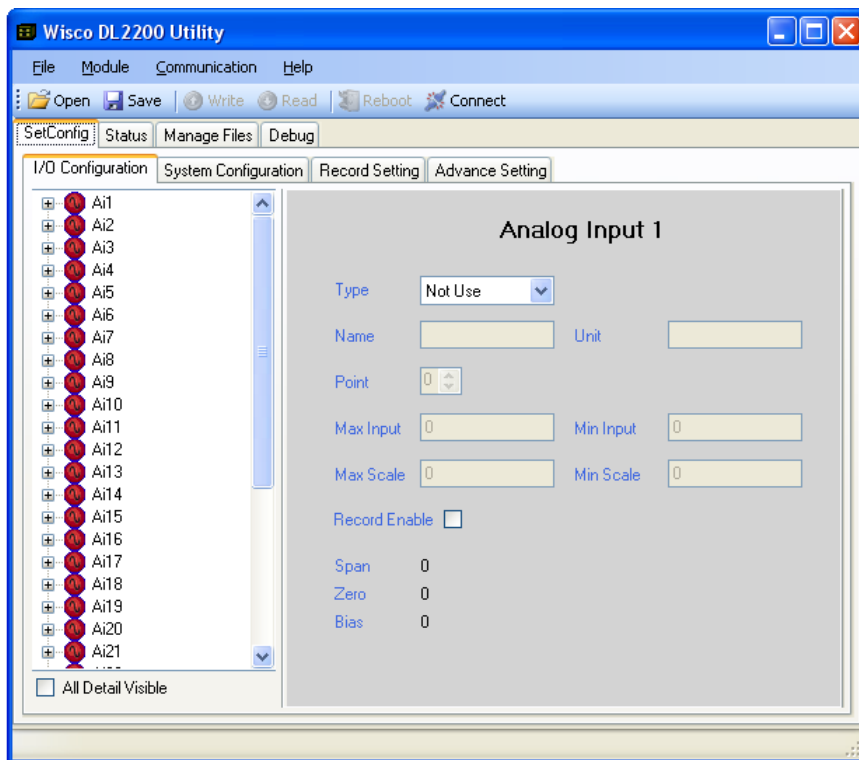 Wisco DL2200 Utility
File Module Communication Help
Open Save Write Read Reboot Connect
SetConfig Status Manage Files Debug
I/O Configuration System Configuration Record Setting Advance Setting
Ai1
Ai2
Ai3
Ai4
Ai5
Ai6
Ai7
Ai8
Ai9
Ai10
Ai11
Ai12
Ai13
Ai14
Ai15
Ai16
Ai17
Ai18
Ai19
Ai20
Ai21
All Detail Visible
Analog Input 1
Type Not Use
Name Unit
Point 0
Max Input 0 Min Input 0
Max Scale 0 Min Scale 0
Record Enable
Span 0
Zero 0
Bias 0